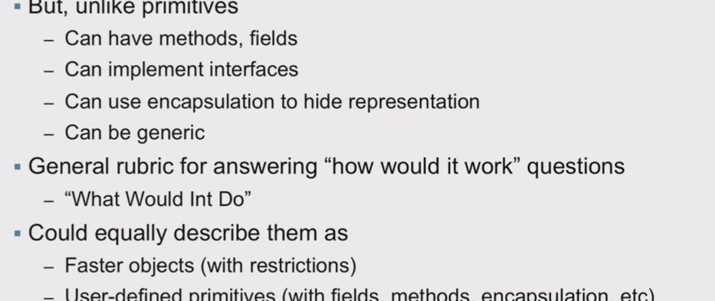 ▪ But, unlike primitives
– Can have methods, fields
– Can implement interfaces
– Can use encapsulation to hide representation
– Can be generic
▪ General rubric for answering “how would it work” questions
– “What Would Int Do”
▪ Could equally describe them as
– Faster objects (with restrictions)
– User-defined primitives (with fields, methods, encapsulation, etc)